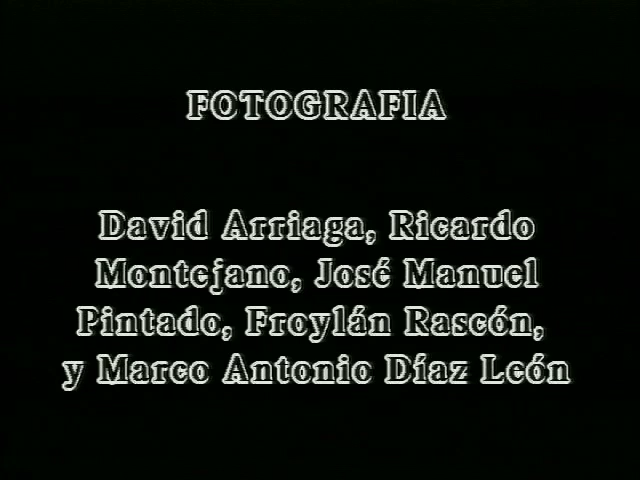 FOTOGRAFIA
David Arriaga, Ricardo
Montejano, José Manuel
Pintado, Froylán Rascón,
y Marco Antonio Díaz León